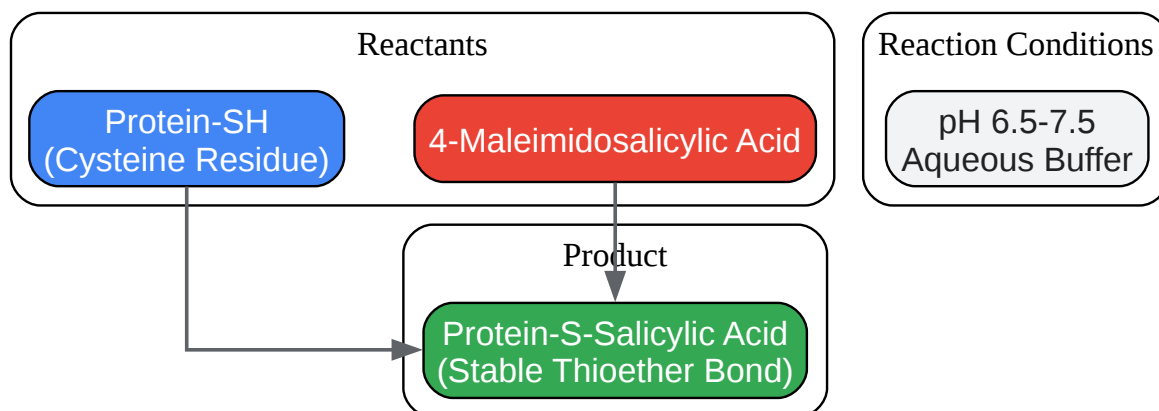 Reactants
Protein-SH
(Cysteine Residue)
4-Maleimidosalicylic Acid
Reaction Conditions
pH 6.5-7.5
Aqueous Buffer
Product
Protein-S-Salicylic Acid
(Stable Thioether Bond)